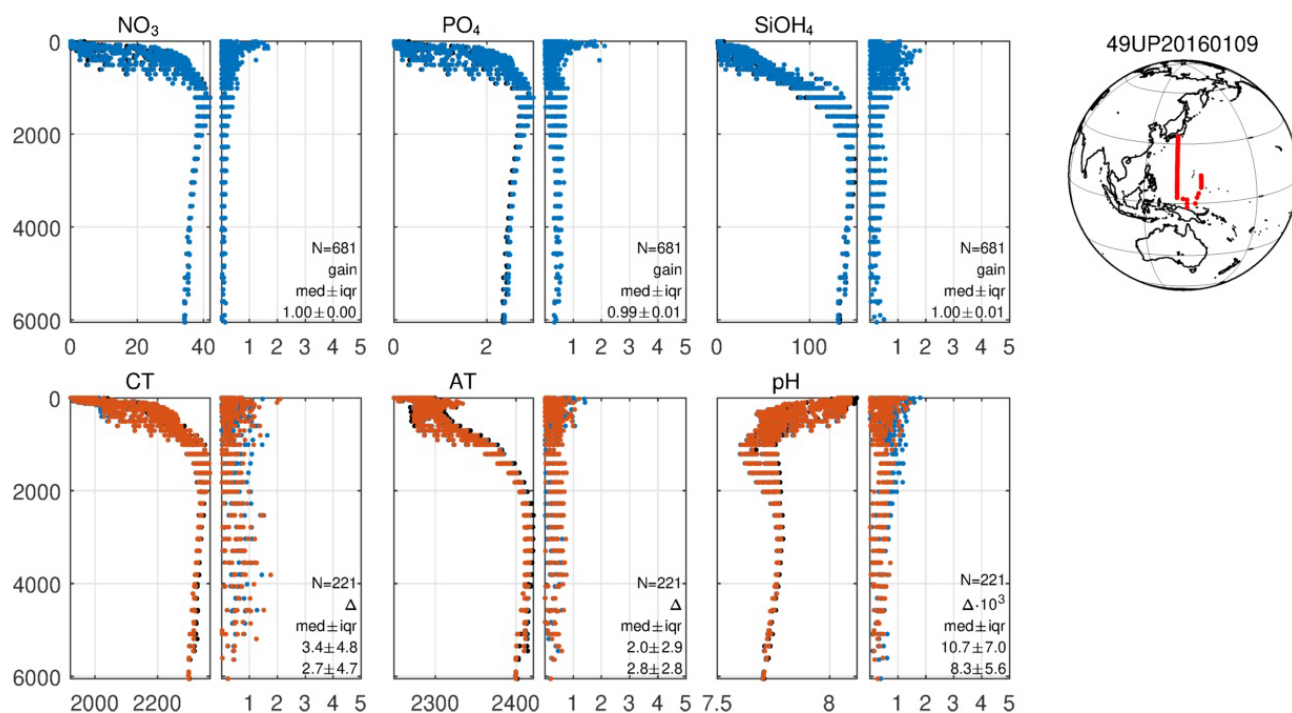 NO₃ PO₄ SiOH₄ 49UP20160109
0
2000
4000
6000
N=681
gain
med±iqr
1.00±0.00
N=681
gain
med±iqr
0.99±0.01
N=681
gain
med±iqr
1.00±0.01
0 20 40 1 2 3 4 5 0 2 1 2 3 4 5 0 100 1 2 3 4 5
CT AT pH
0
2000
4000
6000
N=221
Δ
med±iqr
3.4±4.8
2.7±4.7
N=221
Δ
med±iqr
2.0±2.9
2.8±2.8
N=221
Δ·10³
med±iqr
10.7±7.0
8.3±5.6
2000 2200 1 2 3 4 5 2300 2400 1 2 3 4 5 7.5 8 1 2 3 4 5